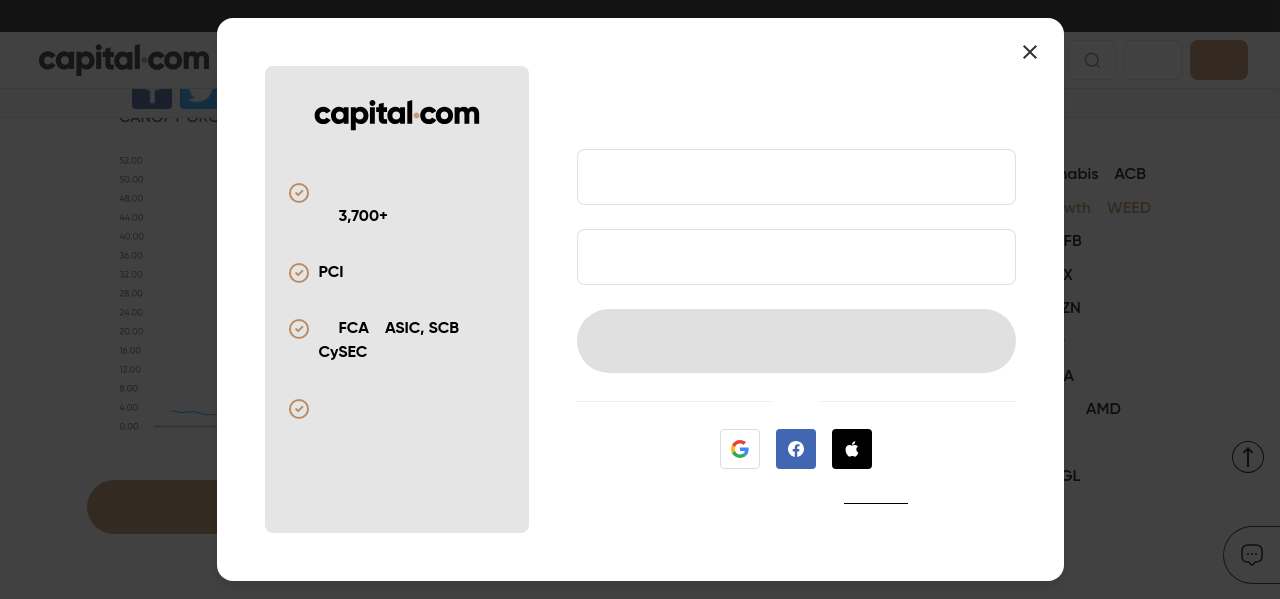 capital.com
CANOPY GRO
52.00
50.00
48.00
44.00
40.00
36.00
32.00
28.00
24.00
20.00
16.00
12.00
8.00
4.00
0.00
capital.com
3,700+
PCI
FCA ASIC, SCB
CySEC
nabis ACB
wth WEED
FB
X
ZN
A
AMD
GL